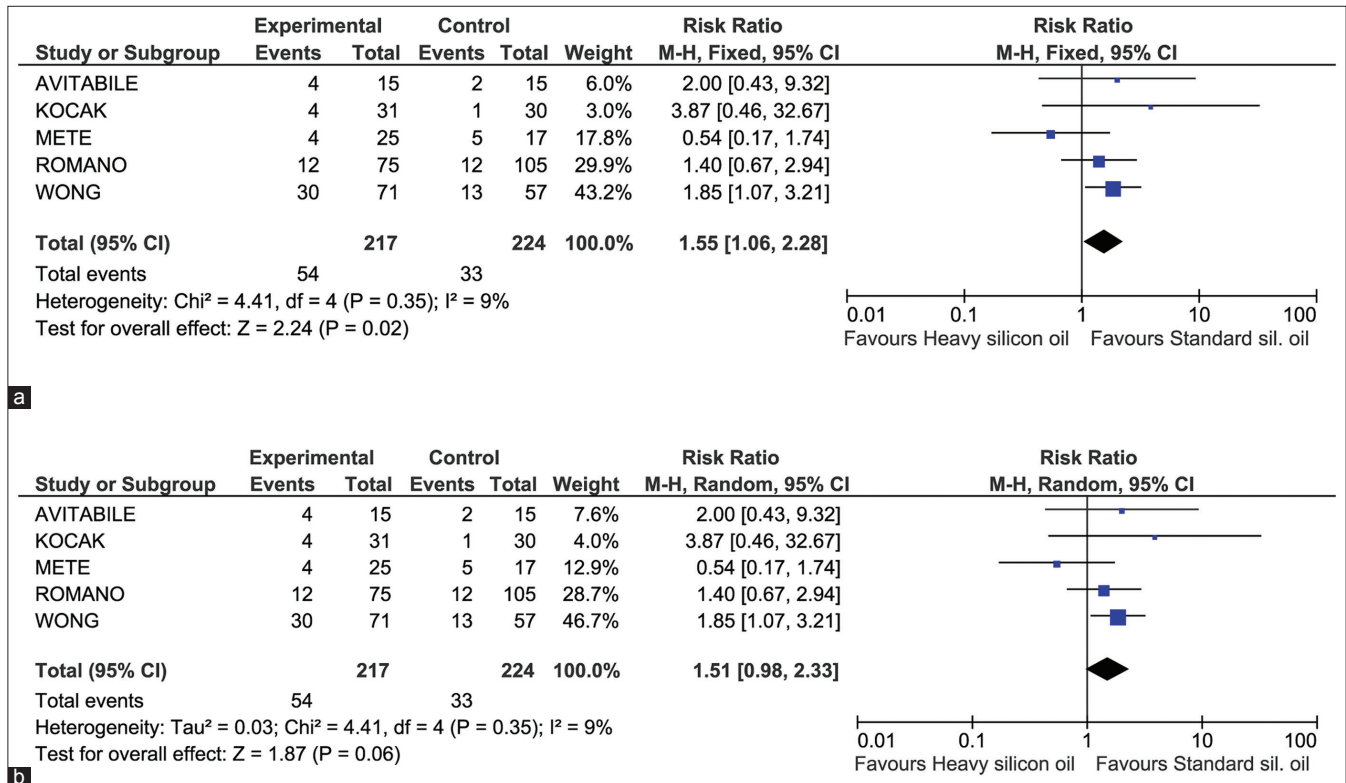 Experimental Control Risk Ratio Risk Ratio
Study or Subgroup Events Total Events Total Weight M-H, Fixed, 95% CI M-H, Fixed, 95% CI
AVITABILE 4 15 2 15 6.0% 2.00 [0.43, 9.32]
KOCAK 4 31 1 30 3.0% 3.87 [0.46, 32.67]
METE 4 25 5 17 17.8% 0.54 [0.17, 1.74]
ROMANO 12 75 12 105 29.9% 1.40 [0.67, 2.94]
WONG 30 71 13 57 43.2% 1.85 [1.07, 3.21]
Total (95% CI) 217 224 100.0% 1.55 [1.06, 2.28]
Total events 54 33
Heterogeneity: Chi² = 4.41, df = 4 (P = 0.35); I² = 9%
Test for overall effect: Z = 2.24 (P = 0.02)
0.01 0.1 1 10 100
Favours Heavy silicon oil Favours Standard sil. oil
a
Experimental Control Risk Ratio Risk Ratio
Study or Subgroup Events Total Events Total Weight M-H, Random, 95% CI M-H, Random, 95% CI
AVITABILE 4 15 2 15 7.6% 2.00 [0.43, 9.32]
KOCAK 4 31 1 30 4.0% 3.87 [0.46, 32.67]
METE 4 25 5 17 12.9% 0.54 [0.17, 1.74]
ROMANO 12 75 12 105 28.7% 1.40 [0.67, 2.94]
WONG 30 71 13 57 46.7% 1.85 [1.07, 3.21]
Total (95% CI) 217 224 100.0% 1.51 [0.98, 2.33]
Total events 54 33
Heterogeneity: Tau² = 0.03; Chi² = 4.41, df = 4 (P = 0.35); I² = 9%
Test for overall effect: Z = 1.87 (P = 0.06)
0.01 0.1 1 10 100
Favours Heavy silicon oil Favours Standard sil. oil
b